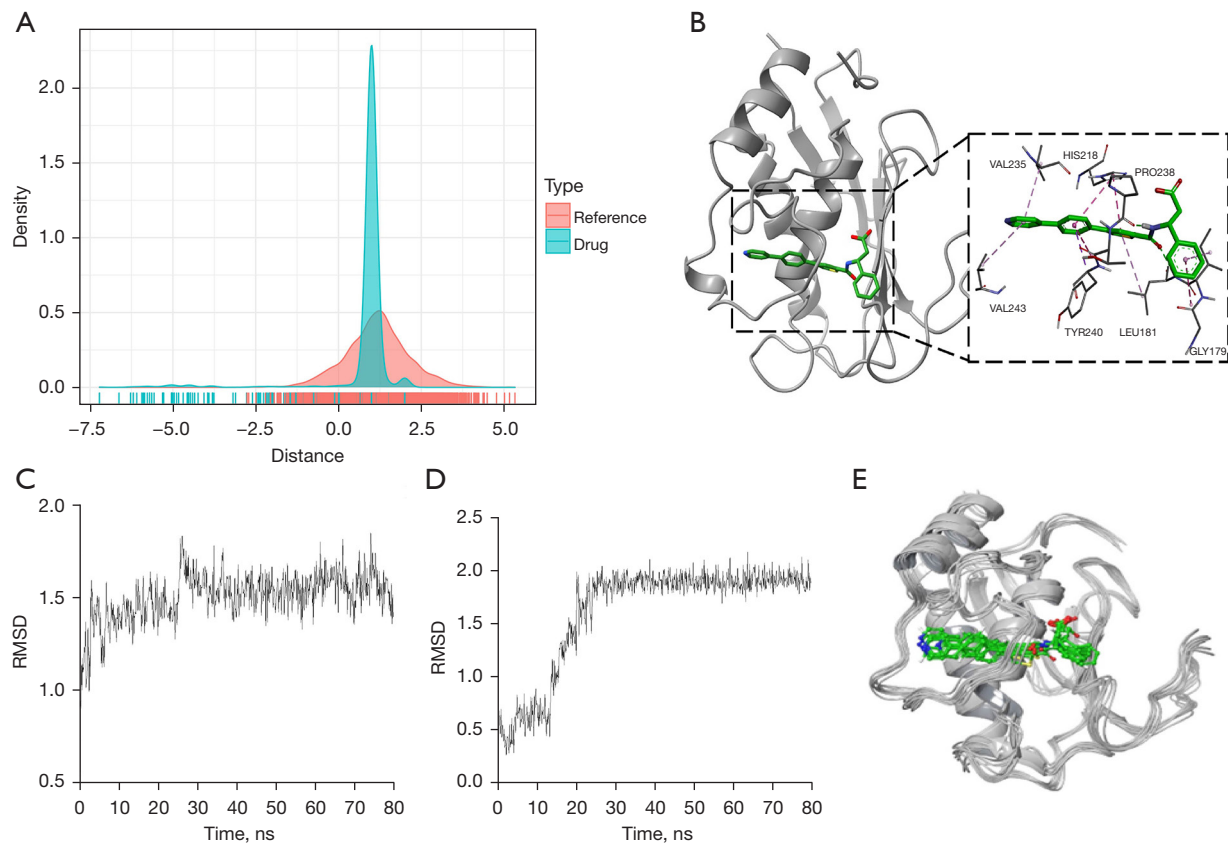 A
Density
2.0
1.5
1.0
0.5
0.0
−7.5 −5.0 −2.5 0.0 2.5 5.0
Distance
Type
Reference
Drug
B
VAL235
HIS218
PRO238
VAL243
TYR240
LEU181
GLY179
C
RMSD
2.0
1.5
1.0
0.5
0 10 20 30 40 50 60 70 80
Time, ns
D
RMSD
2.5
2.0
1.5
1.0
0.5
0.0
0 10 20 30 40 50 60 70 80
Time, ns
E